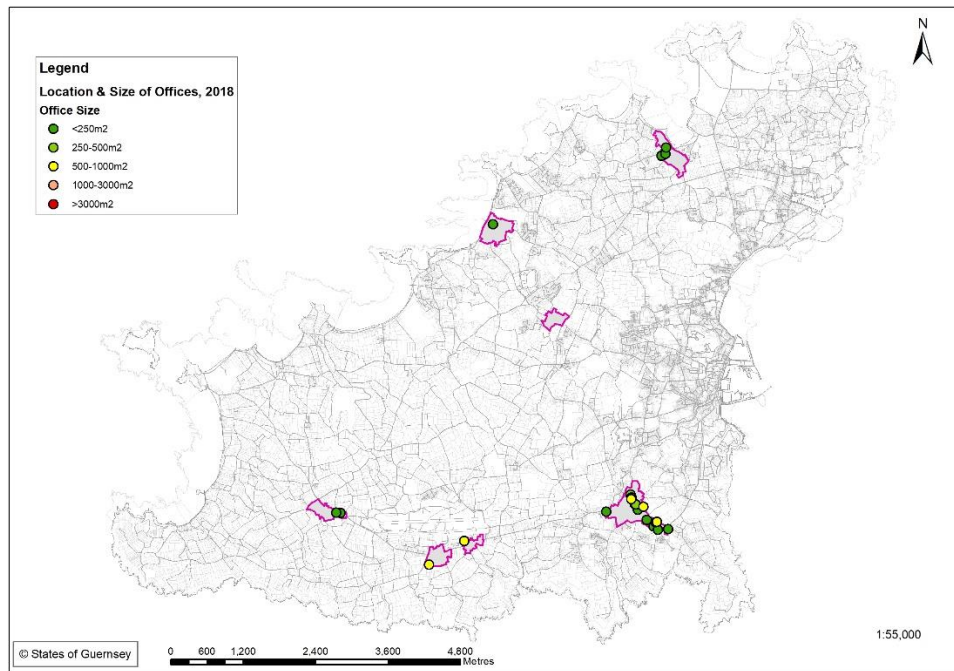 N
Legend
Location & Size of Offices, 2018
Office Size
<250m2
250-500m2
500-1000m2
1000-3000m2
>3000m2
1:55,000
© States of Guernsey
0 600 1,200 2,400 3,600 4,800
Metres